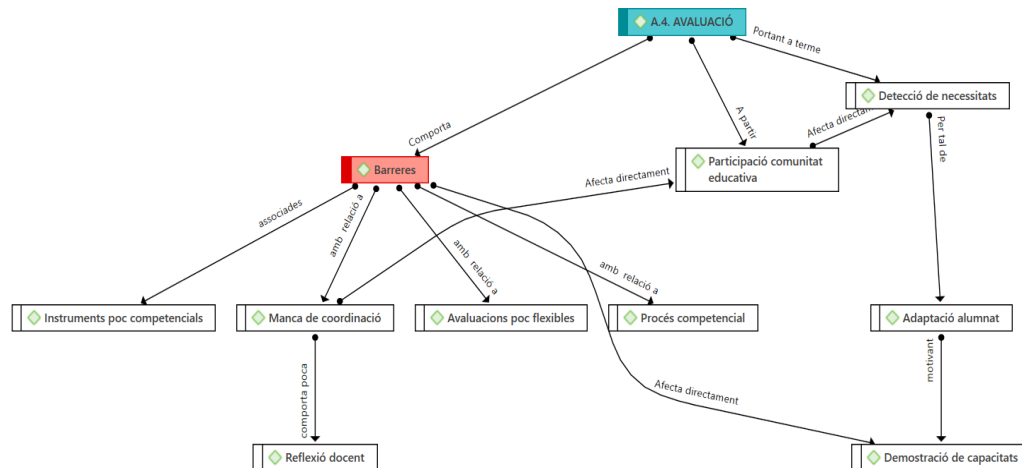 A.4. AVALUACIÓ
Portant a terme
Detecció de necessitats
Comporta
A partir
Afecta directament
Per tal de
Barreres
Participació comunitat
educativa
Afecta directament
associades
amb relació a
amb relació a
amb relació a
Instruments poc competencials
Manca de coordinació
Avaluacions poc flexibles
Procés competencial
Adaptació alumnat
comporta poca
Afecta directament
motivant
Reflexió docent
Demostració de capacitats